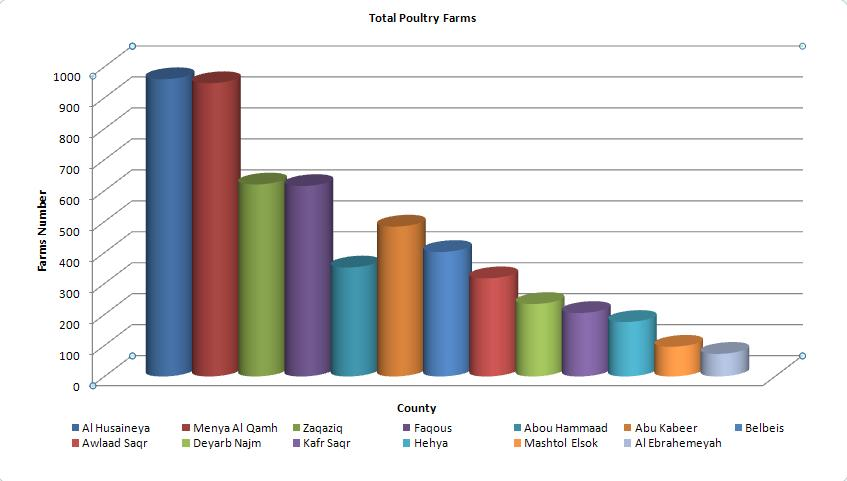 Total Poultry Farms
1000
900
800
700
600
500
400
300
200
100
0
Farms Number
County
Al Husaineya Menya Al Qamh Zaqaziq Faqous Abou Hammaad Abu Kabeer Belbeis
Awlaad Saqr Deyarb Najm Kafr Saqr Hehya Mashtol Elsok Al Ebrahemeyah